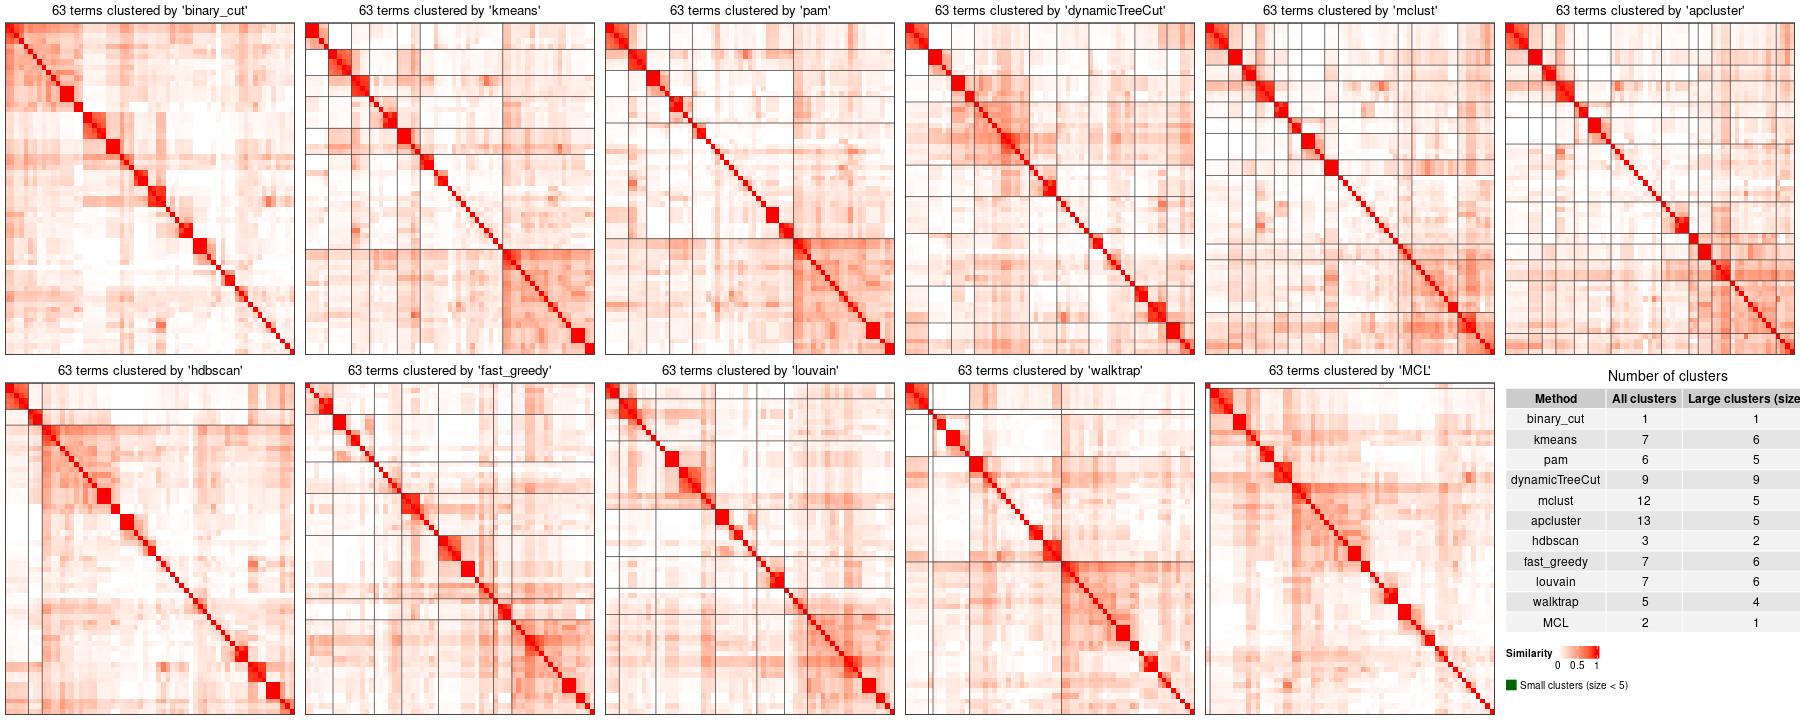 63 terms clustered by 'binary_cut'
63 terms clustered by 'kmeans'
63 terms clustered by 'pam'
63 terms clustered by 'dynamicTreeCut'
63 terms clustered by 'mclust'
63 terms clustered by 'apcluster'
63 terms clustered by 'hdbscan'
63 terms clustered by 'fast_greedy'
63 terms clustered by 'louvain'
63 terms clustered by 'walktrap'
63 terms clustered by 'MCL'
Number of clusters
Method All clusters Large clusters (size
binary_cut 1 1
kmeans 7 6
pam 6 5
dynamicTreeCut 9 9
mclust 12 5
apcluster 13 5
hdbscan 3 2
fast_greedy 7 6
louvain 7 6
walktrap 5 4
MCL 2 1
Similarity
0 0.5 1
Small clusters (size < 5)